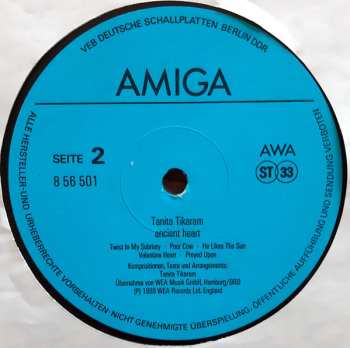 VEB DEUTSCHE SCHALLPLATTEN BERLIN DDR
AMIGA
SEITE 2
8 56 501
AWA
ST 33
Tanita Tikaram
ancient heart
Twist In My Sobriety · Poor Cow · He Likes The Sun
Valentine Heart · Preyed Upon
Kompositionen, Texte und Arrangements:
Tanita Tikaram
Übernahme von WEA Musik GmbH, Hamburg/BRD
(P) 1988 WEA Records Ltd. England
ALLE HERSTELLER- UND URHEBERRECHTE VORBEHALTEN · NICHT GENEHMIGTE ÜBERSPIELUNG, ÖFFENTLICHE AUFFÜHRUNG UND SENDUNG VERBOTEN